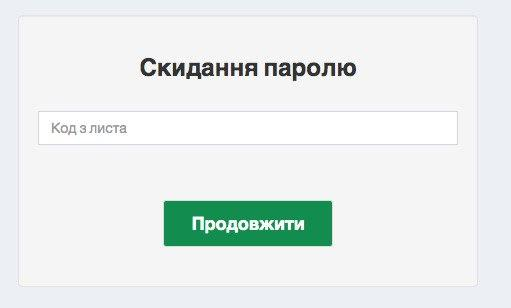 Скидання паролю
Код з листа
Продовжити